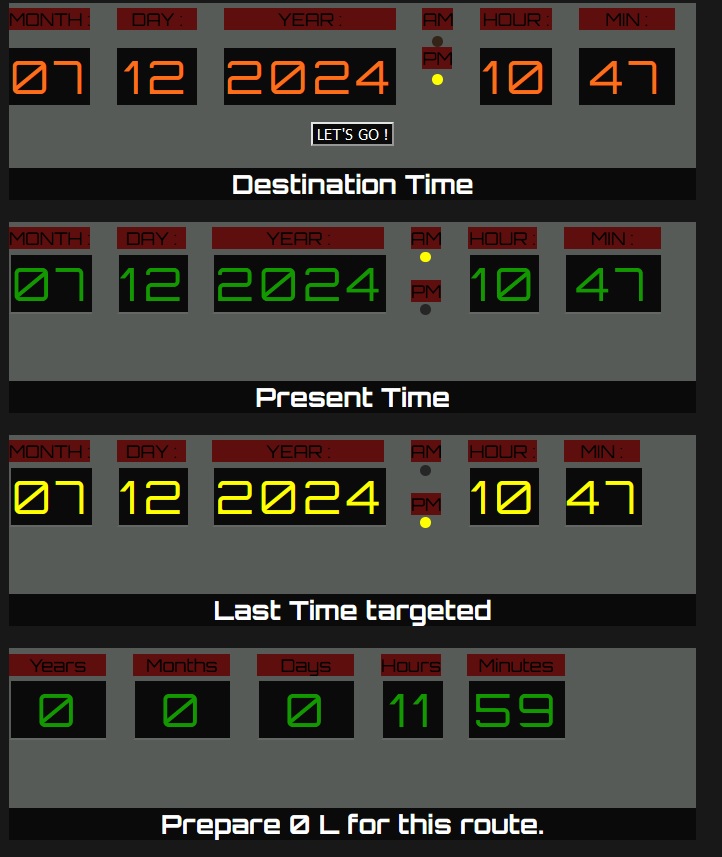 MONTH : DAY : YEAR : AM HOUR : MIN :
PM
07 12 2024 10 47
LET'S GO !
Destination Time
MONTH : DAY : YEAR : AM HOUR : MIN :
07 12 2024 PM 10 47
Present Time
MONTH : DAY : YEAR : AM HOUR : MIN :
07 12 2024 PM 10 47
Last Time targeted
Years Months Days Hours Minutes
0 0 0 11 59
Prepare 0 L for this route.